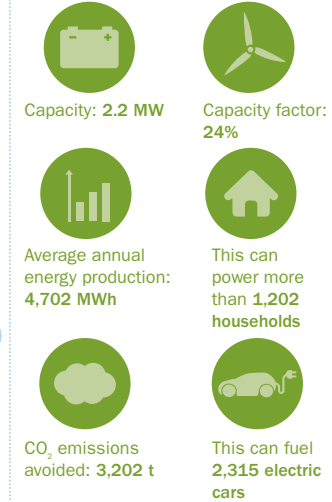 Capacity: 2.2 MW
Capacity factor:
24%
Average annual
energy production:
4,702 MWh
This can
power more
than 1,202
households
CO₂ emissions
avoided: 3,202 t
This can fuel
2,315 electric
cars